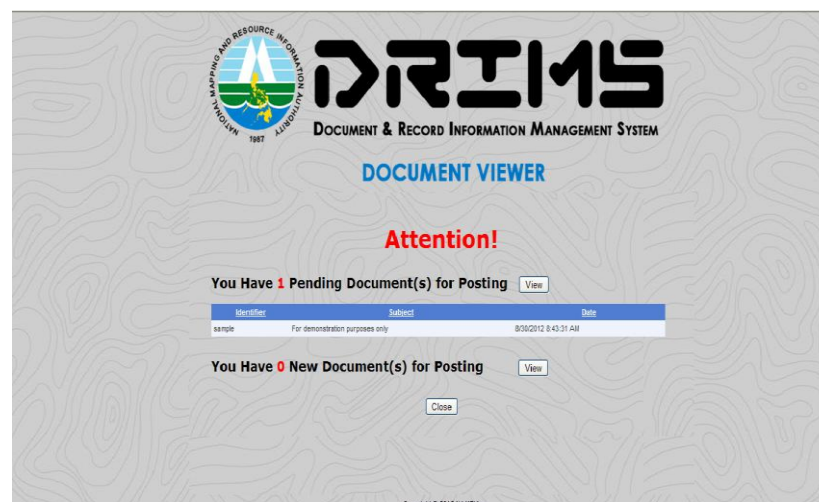 NATIONAL MAPPING AND RESOURCE INFORMATION AUTHORITY
1987
DRIMS
DOCUMENT & RECORD INFORMATION MANAGEMENT SYSTEM
DOCUMENT VIEWER
Attention!
You Have 1 Pending Document(s) for Posting View
Identifier Subject Date
sample For demonstration purposes only 8/30/2012 8:43:31 AM
You Have 0 New Document(s) for Posting View
Close